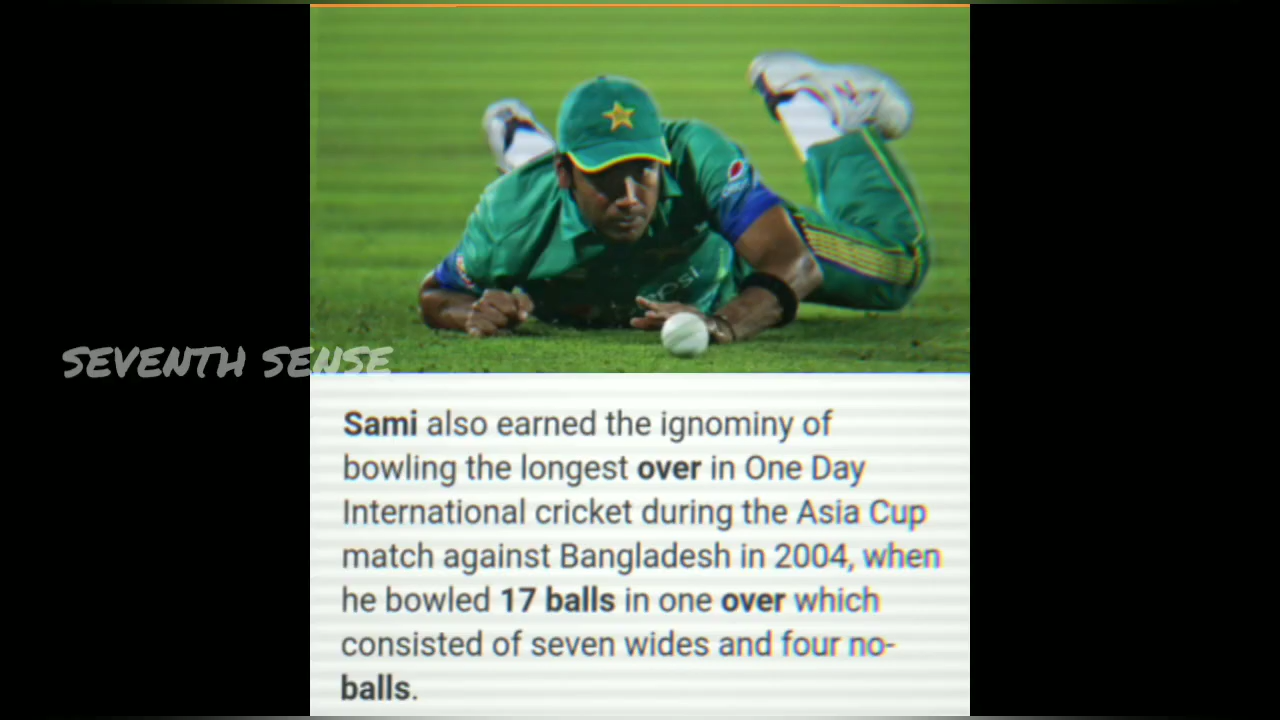 SEVENTH SENSE
pepsi
Sami also earned the ignominy of
bowling the longest over in One Day
International cricket during the Asia Cup
match against Bangladesh in 2004, when
he bowled 17 balls in one over which
consisted of seven wides and four no-
balls.